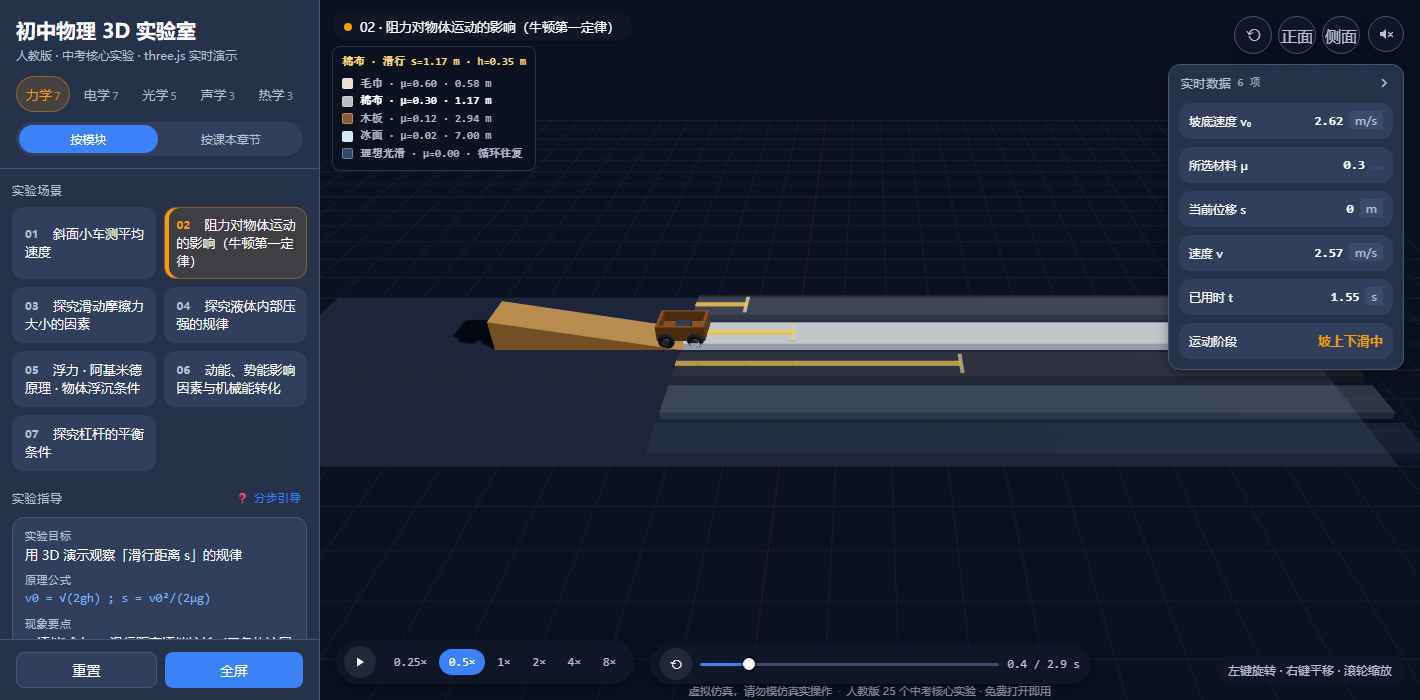 初中物理 3D 实验室
人教版 · 中考核心实验 · three.js 实时演示
力学 7
电学 7
光学 5
声学 3
热学 3
按模块
按课本章节
实验场景
01 斜面小车测平均
速度
02 阻力对物体运动
的影响（牛顿第一定
律）
03 探究滑动摩擦力
大小的因素
04 探究液体内部压
强的规律
05 浮力 · 阿基米德
原理 · 物体浮沉条件
06 动能、势能影响
因素与机械能转化
07 探究杠杆的平衡
条件
实验指导
❓ 分步引导
实验目标
用 3D 演示观察「滑行距离 s」的规律
原理公式
v0 = √(2gh) ; s = v0²/(2μg)
现象要点
重置
全屏
02 · 阻力对物体运动的影响（牛顿第一定律）
棉布 · 滑行 s=1.17 m · h=0.35 m
毛巾 · μ=0.60 · 0.58 m
棉布 · μ=0.30 · 1.17 m
木板 · μ=0.12 · 2.94 m
冰面 · μ=0.02 · 7.00 m
理想光滑 · μ=0.00 · 循环往复
正面
侧面
实时数据 6 项
坡底速度 v₀ 2.62 m/s
所选材料 μ 0.3
当前位移 s 0 m
速度 v 2.57 m/s
已用时 t 1.55 s
运动阶段 坡上下滑中
0.25×
0.5×
1×
2×
4×
8×
0.4 / 2.9 s
左键旋转 · 右键平移 · 滚轮缩放
虚拟仿真，请勿模仿真实操作 · 人教版 25 个中考核心实验 · 免费打开即用